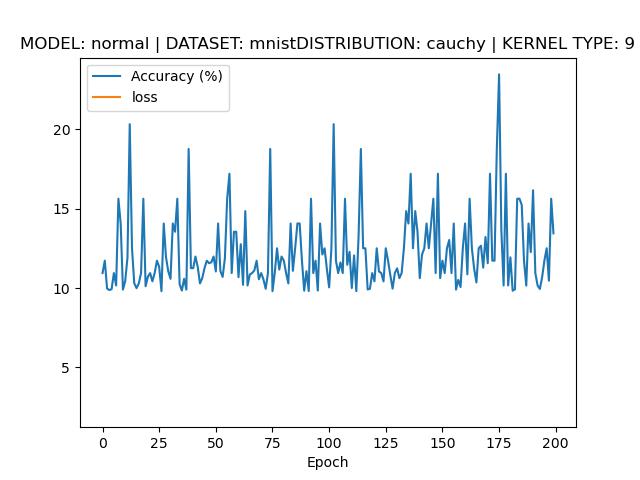 MODEL: normal | DATASET: mnistDISTRIBUTION: cauchy | KERNEL TYPE: 9
Accuracy (%)
loss
20
15
10
5
0 25 50 75 100 125 150 175 200
Epoch